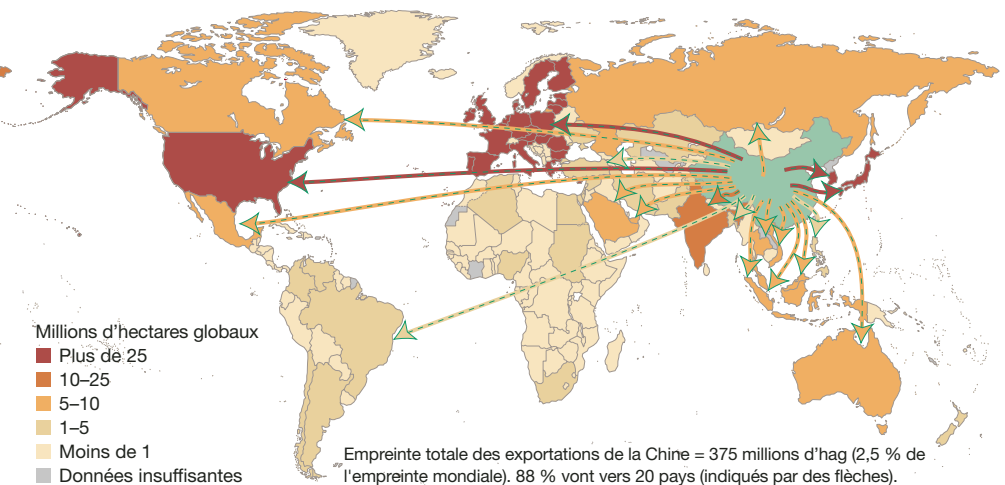 Millions d'hectares globaux
Plus de 25
10–25
5–10
1–5
Moins de 1
Données insuffisantes
Empreinte totale des exportations de la Chine = 375 millions d'hag (2,5 % de
l'empreinte mondiale). 88 % vont vers 20 pays (indiqués par des flèches).